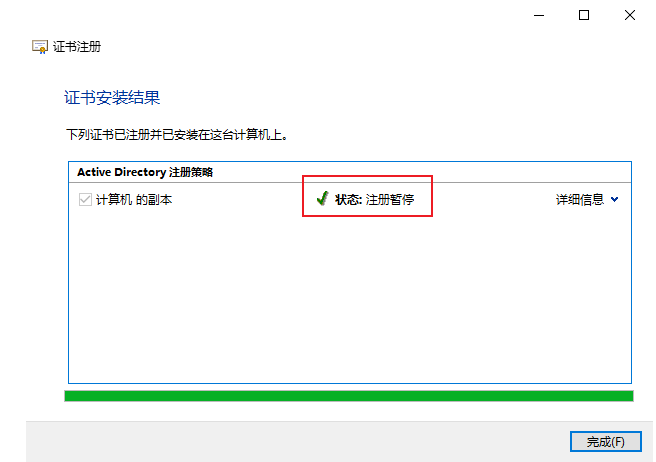 证书注册
证书安装结果
下列证书已注册并已安装在这台计算机上。
Active Directory 注册策略
计算机 的副本 状态: 注册暂停 详细信息
完成(F)